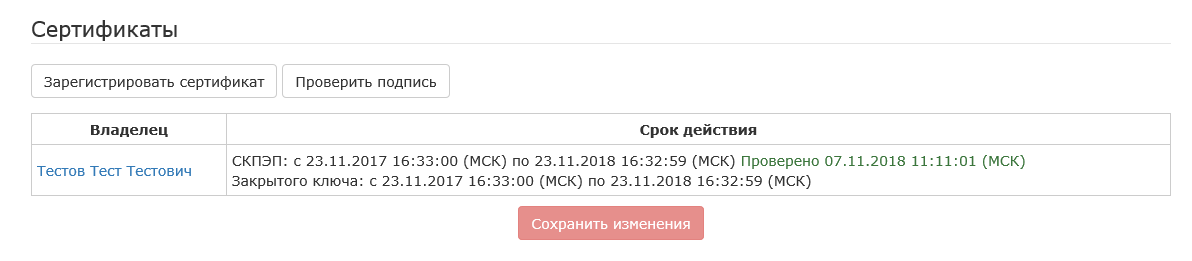 Сертификаты
Зарегистрировать сертификат Проверить подпись
Владелец Срок действия
Тестов Тест Тестович
СКПЭП: с 23.11.2017 16:33:00 (МСК) по 23.11.2018 16:32:59 (МСК) Проверено 07.11.2018 11:11:01 (МСК)
Закрытого ключа: с 23.11.2017 16:33:00 (МСК) по 23.11.2018 16:32:59 (МСК)
Сохранить изменения